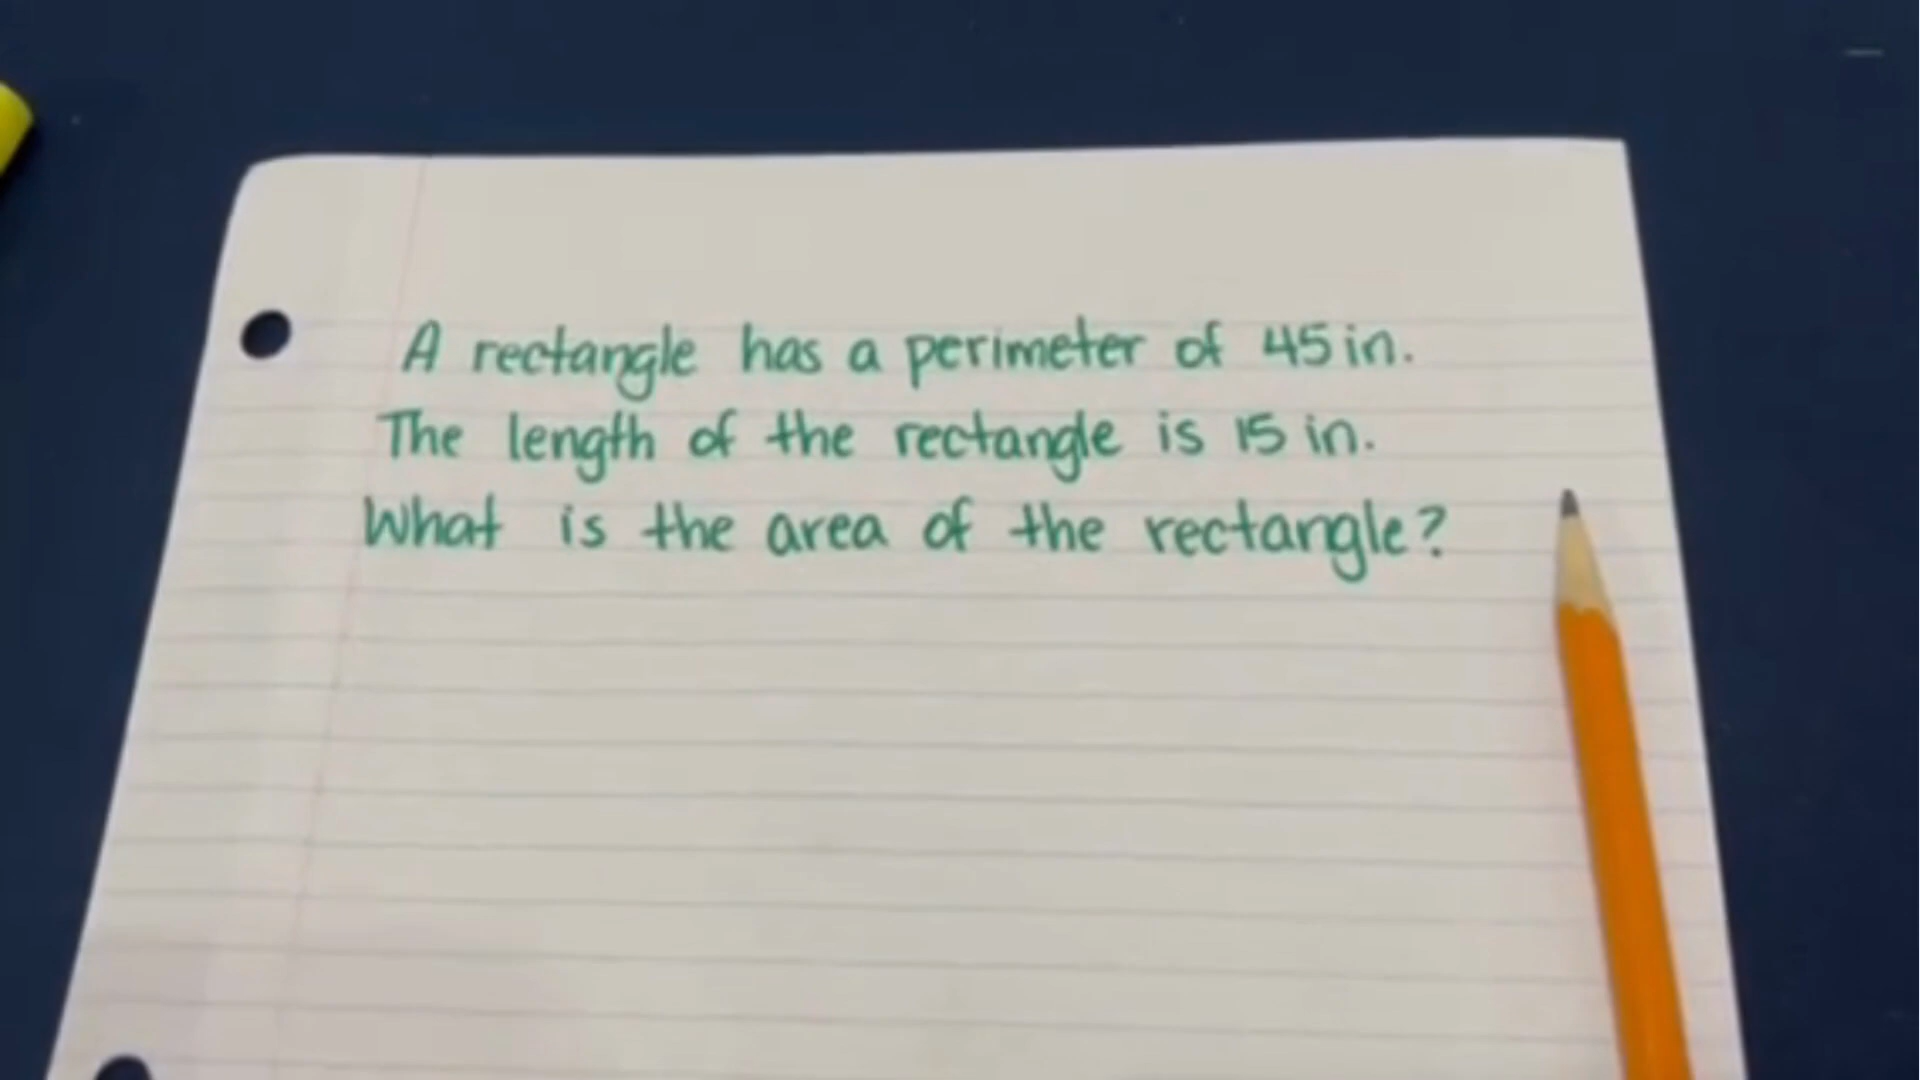 A rectangle has a perimeter of 45 in.
The length of the rectangle is 15 in.
What is the area of the rectangle?